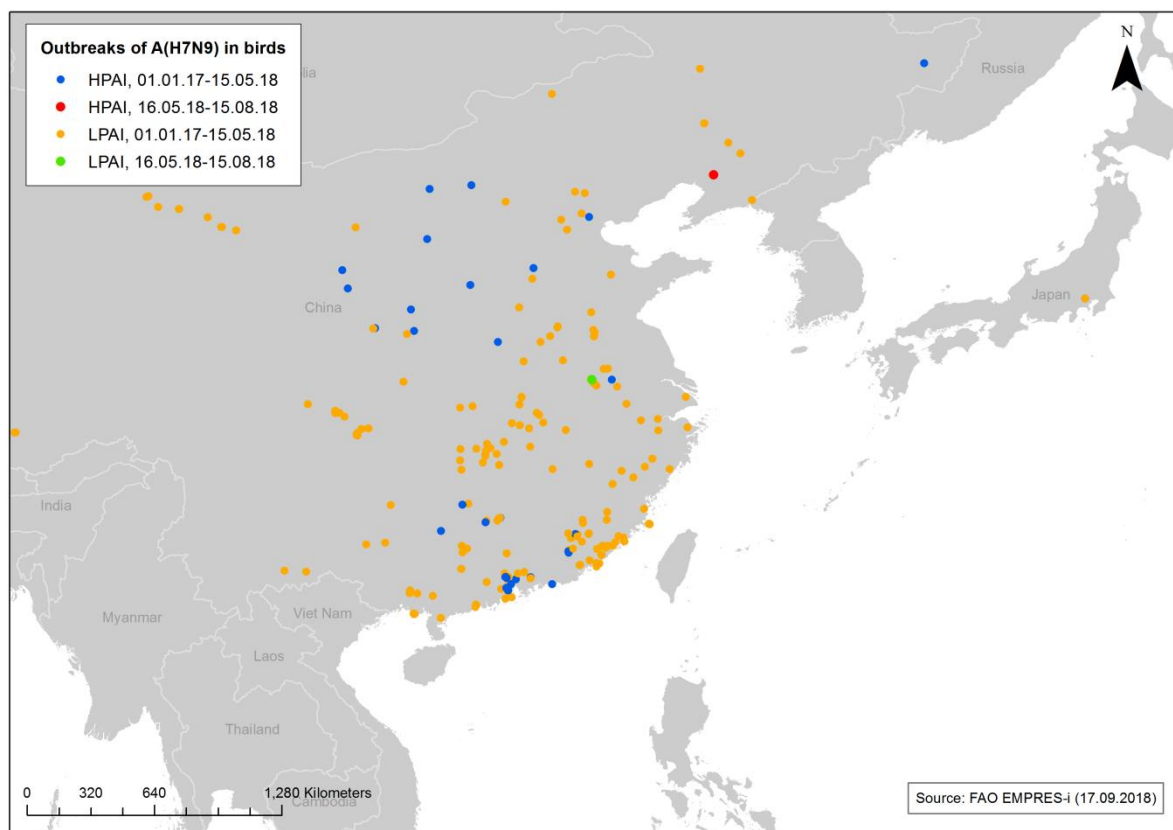 Outbreaks of A(H7N9) in birds
HPAI, 01.01.17-15.05.18
HPAI, 16.05.18-15.08.18
LPAI, 01.01.17-15.05.18
LPAI, 16.05.18-15.08.18
lia
N
Russia
China
Japan
India
Myanmar
Viet Nam
Laos
Thailand
Cambodia
0 320 640 1,280 Kilometers
Source: FAO EMPRES-i (17.09.2018)